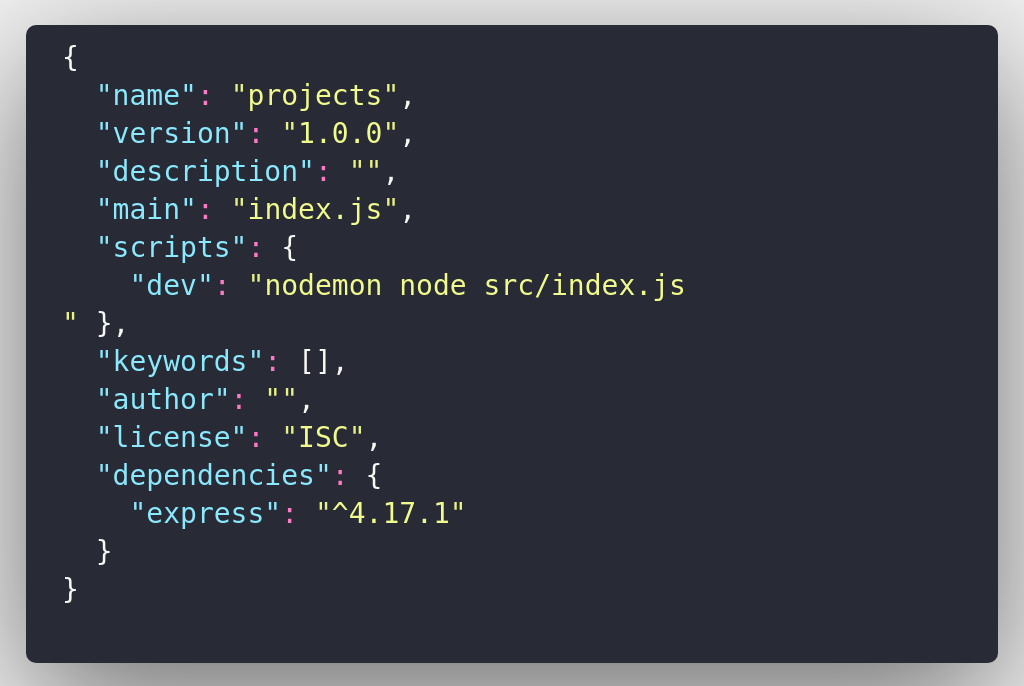 {
  "name": "projects",
  "version": "1.0.0",
  "description": "",
  "main": "index.js",
  "scripts": {
    "dev": "nodemon node src/index.js
" },
  "keywords": [],
  "author": "",
  "license": "ISC",
  "dependencies": {
    "express": "^4.17.1"
  }
}